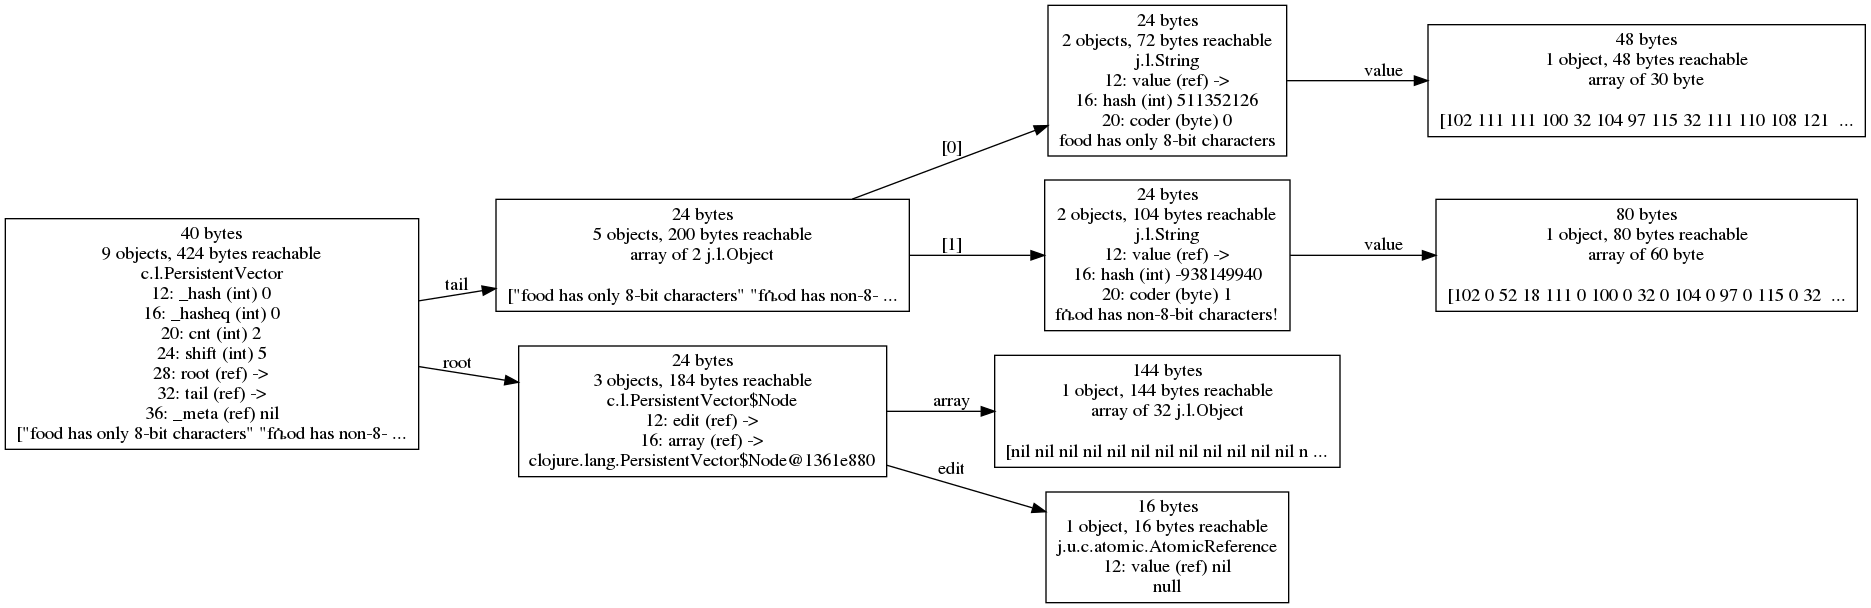 40 bytes
9 objects, 424 bytes reachable
c.l.PersistentVector
12: _hash (int) 0
16: _hasheq (int) 0
20: cnt (int) 2
24: shift (int) 5
28: root (ref) ->
32: tail (ref) ->
36: _meta (ref) nil
["food has only 8-bit characters" "fሴod has non-8- ...
tail
root
24 bytes
5 objects, 200 bytes reachable
array of 2 j.l.Object
["food has only 8-bit characters" "fሴod has non-8- ...
[0]
[1]
24 bytes
3 objects, 184 bytes reachable
c.l.PersistentVector$Node
12: edit (ref) ->
16: array (ref) ->
clojure.lang.PersistentVector$Node@1361e880
array
edit
24 bytes
2 objects, 72 bytes reachable
j.l.String
12: value (ref) ->
16: hash (int) 511352126
20: coder (byte) 0
food has only 8-bit characters
value
48 bytes
1 object, 48 bytes reachable
array of 30 byte
[102 111 111 100 32 104 97 115 32 111 110 108 121 ...
24 bytes
2 objects, 104 bytes reachable
j.l.String
12: value (ref) ->
16: hash (int) -938149940
20: coder (byte) 1
fሴod has non-8-bit characters!
value
80 bytes
1 object, 80 bytes reachable
array of 60 byte
[102 0 52 18 111 0 100 0 32 0 104 0 97 0 115 0 32 ...
144 bytes
1 object, 144 bytes reachable
array of 32 j.l.Object
[nil nil nil nil nil nil nil nil nil nil nil nil n ...
16 bytes
1 object, 16 bytes reachable
j.u.c.atomic.AtomicReference
12: value (ref) nil
null